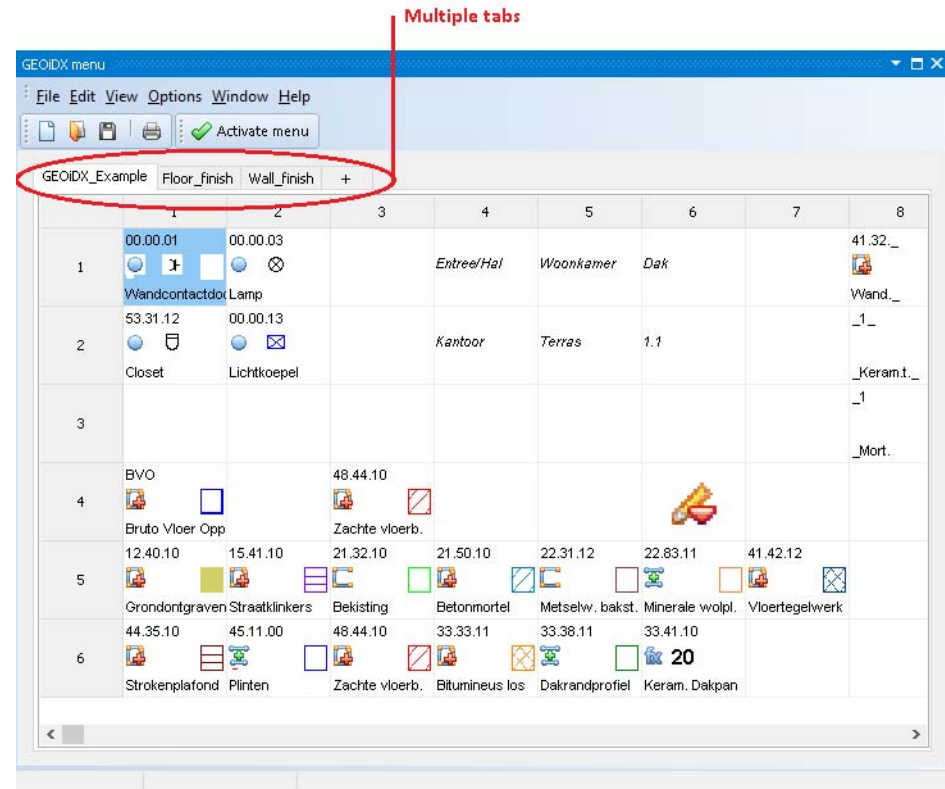 Multiple tabs
GEOiDX menu
File Edit View Options Window Help
Activate menu
GEOiDX_Example Floor_finish Wall_finish +
1 2 3 4 5 6 7 8
00.00.01 00.00.03 41.32._
1 Entree/Hal Woonkamer Dak
Wandcontactdo Lamp Wand._
53.31.12 00.00.13 _1_
2 Kantoor Terras 1.1
Closet Lichtkoepel _Keram.t._
_1
3
_Mort.
BVO 48.44.10
4
Bruto Vloer Opp Zachte vloerb.
12.40.10 15.41.10 21.32.10 21.50.10 22.31.12 22.83.11 41.42.12
5
Grondontgraven Straatklinkers Bekisting Betonmortel Metselw. bakst. Minerale wolpl. Vloertegelwerk
44.35.10 45.11.00 48.44.10 33.33.11 33.38.11 33.41.10
6 fx 20
Strokenplafond Plinten Zachte vloerb. Bitumineus los Dakrandprofiel Keram. Dakpan